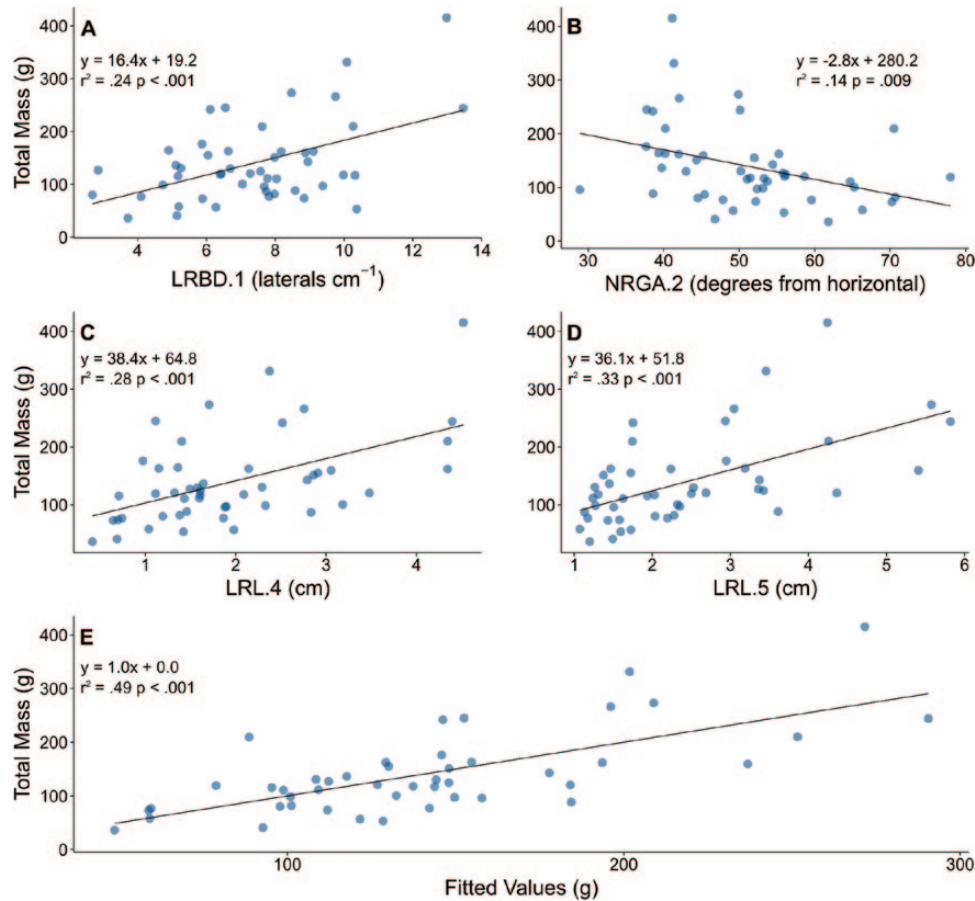 A
y = 16.4x + 19.2
r² = .24 p < .001
Total Mass (g)
400
300
200
100
0
4
6
8
10
12
14
LRBD.1 (laterals cm⁻¹)
B
y = -2.8x + 280.2
r² = .14 p = .009
Total Mass (g)
400
300
200
100
0
30
40
50
60
70
80
NRGA.2 (degrees from horizontal)
C
y = 38.4x + 64.8
r² = .28 p < .001
Total Mass (g)
400
300
200
100
1
2
3
4
LRL.4 (cm)
D
y = 36.1x + 51.8
r² = .33 p < .001
Total Mass (g)
400
300
200
100
1
2
3
4
5
6
LRL.5 (cm)
E
y = 1.0x + 0.0
r² = .49 p < .001
Total Mass (g)
400
300
200
100
0
100
200
300
Fitted Values (g)